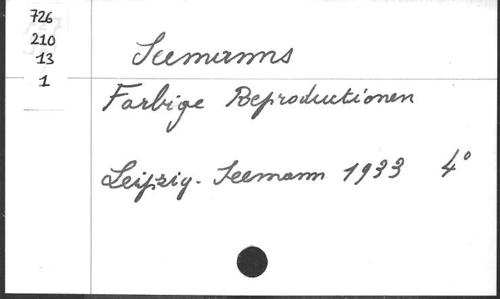 726
210
13
1
Seemanns
Farbige Reproductionen
Leipzig. Seemann 1933 4°